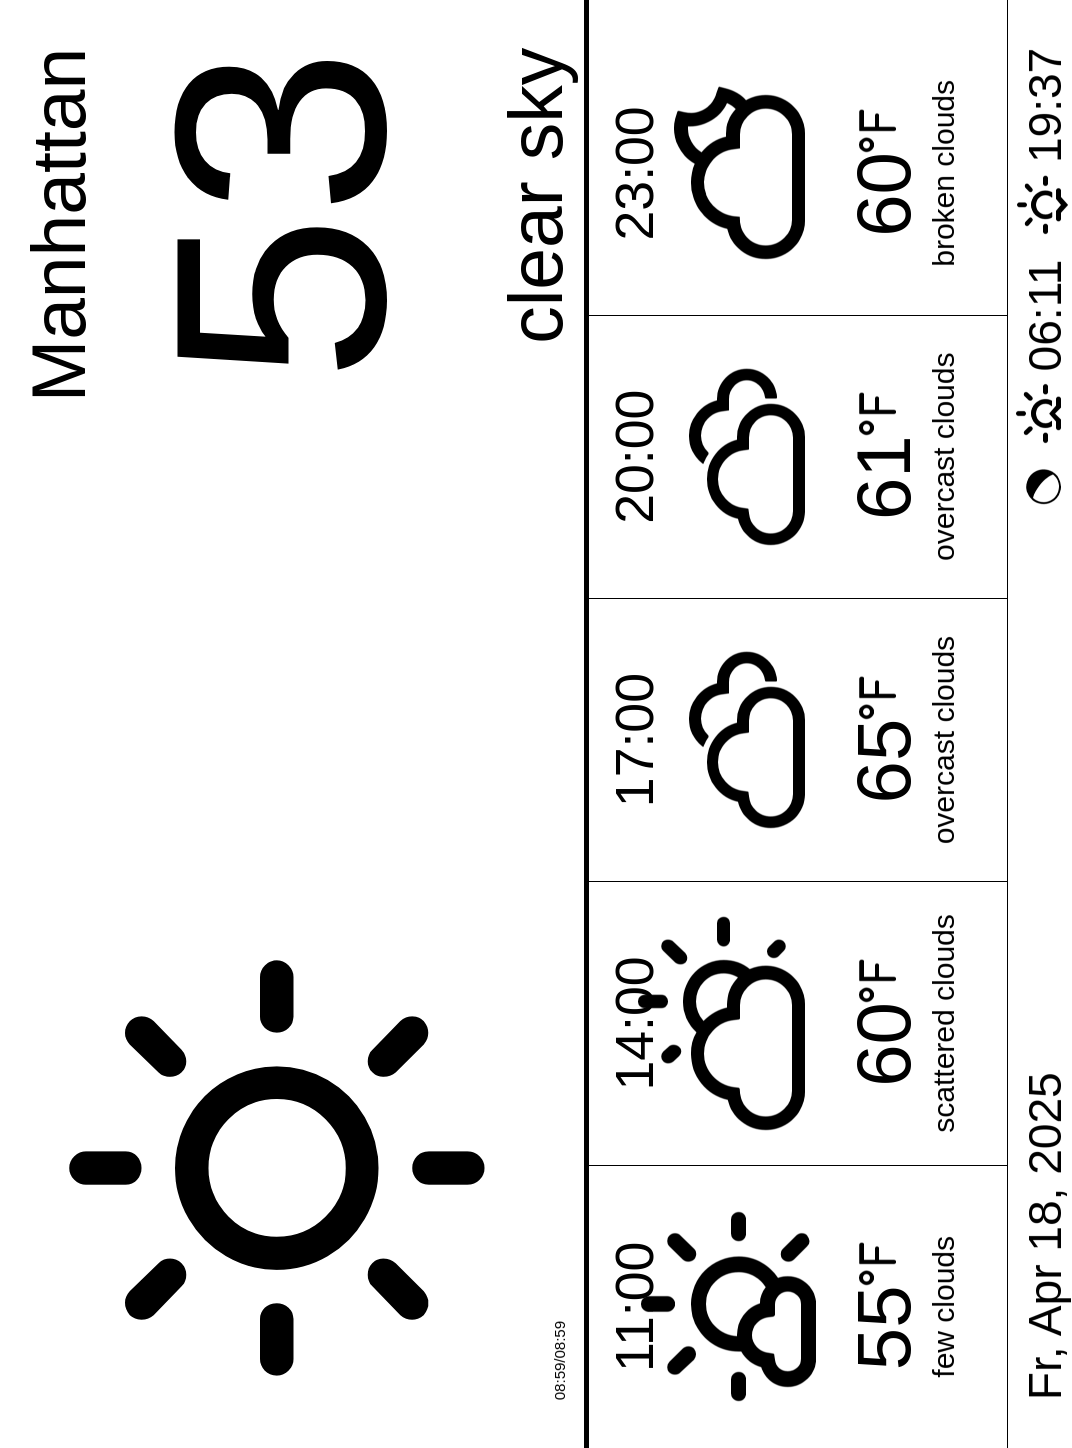 Manhattan
53
clear sky
08:59/08:59
11:00
14:00
17:00
20:00
23:00
55°F
60°F
65°F
61°F
60°F
few clouds
scattered clouds
overcast clouds
overcast clouds
broken clouds
Fr, Apr 18, 2025
06:11
19:37